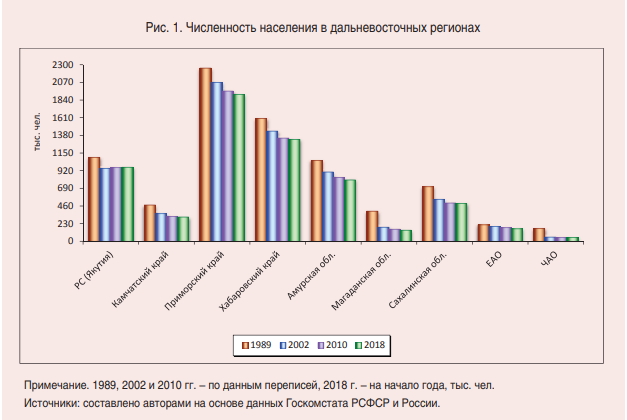 Рис. 1. Численность населения в дальневосточных регионах
тыс. чел.
2300
2070
1840
1610
1380
1150
920
690
460
230
0
РС (Якутия)
Камчатский край
Приморский край
Хабаровский край
Амурская обл.
Магаданская обл.
Сахалинская обл.
ЕАО
ЧАО
1989 2002 2010 2018
Примечание. 1989, 2002 и 2010 гг. – по данным переписей, 2018 г. – на начало года, тыс. чел.
Источники: составлено авторами на основе данных Госкомстата РСФСР и России.